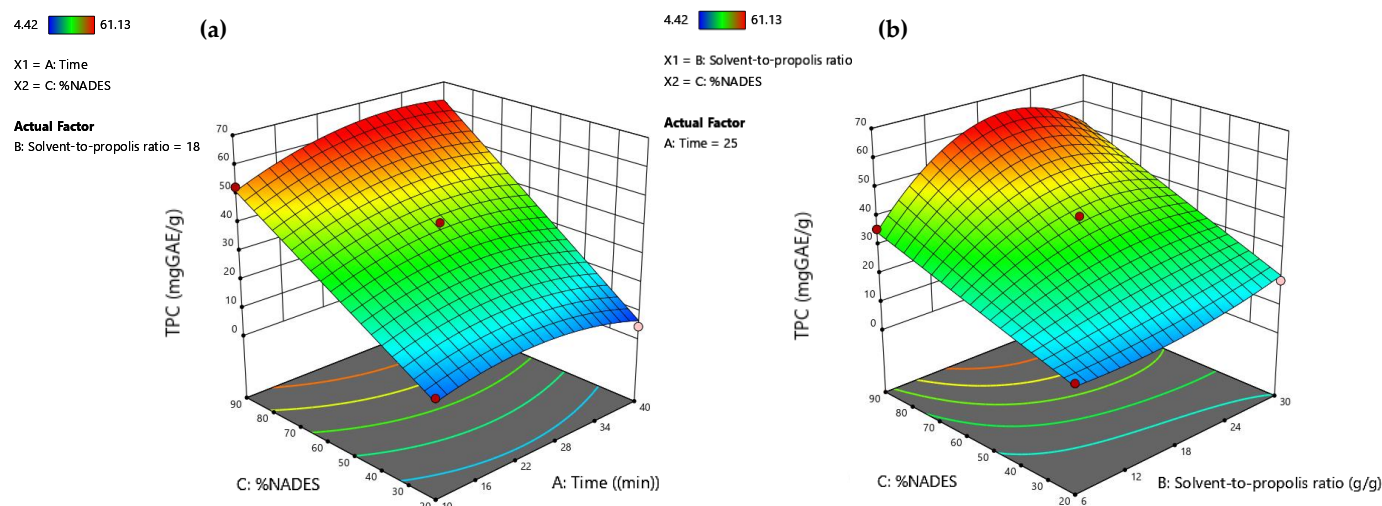 4.42 61.13
(a)
X1 = A: Time
X2 = C: %NADES
Actual Factor
B: Solvent-to-propolis ratio = 18
TPC (mgGAE/g)
70
60
50
40
30
20
10
0
90
80
70
60
50
40
30
20
10
16
22
28
34
40
C: %NADES
A: Time ((min))
4.42 61.13
(b)
X1 = B: Solvent-to-propolis ratio
X2 = C: %NADES
Actual Factor
A: Time = 25
TPC (mgGAE/g)
70
60
50
40
30
20
10
0
90
80
70
60
50
40
30
20
6
12
18
24
30
C: %NADES
B: Solvent-to-propolis ratio (g/g)